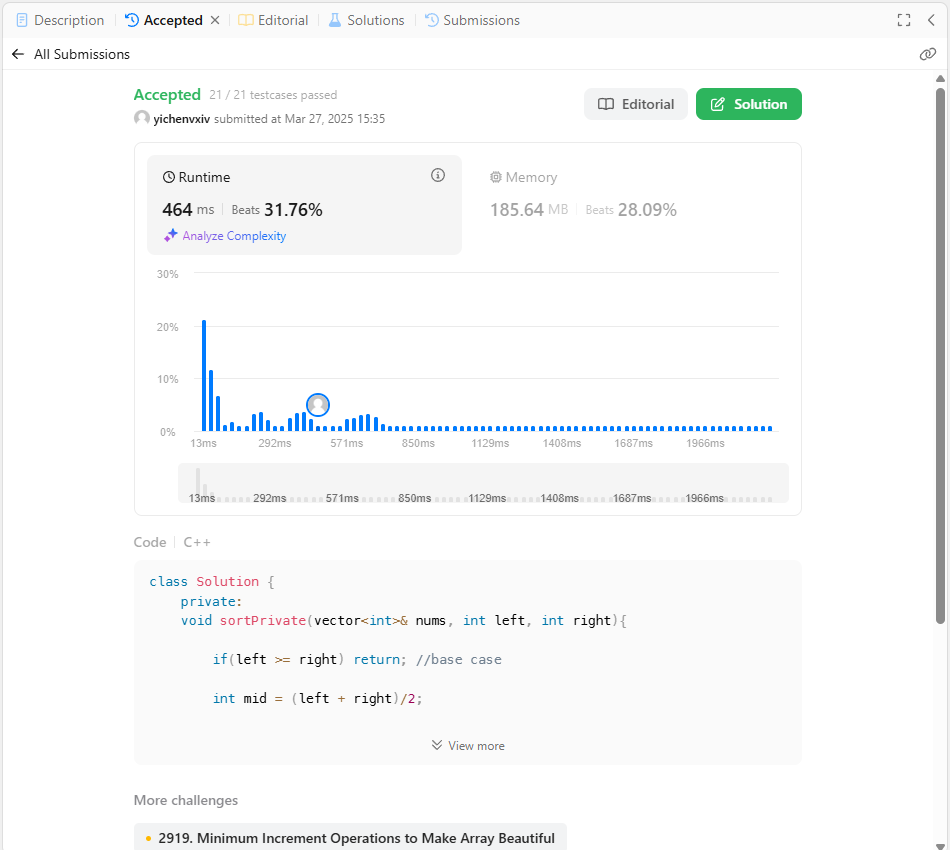 Description Accepted Editorial Solutions Submissions
All Submissions
Accepted 21 / 21 testcases passed
yichenvxiv submitted at Mar 27, 2025 15:35
Editorial Solution
Runtime Memory
464 ms Beats 31.76% 185.64 MB Beats 28.09%
Analyze Complexity
30%
20%
10%
0%
13ms 292ms 571ms 850ms 1129ms 1408ms 1687ms 1966ms
13ms 292ms 571ms 850ms 1129ms 1408ms 1687ms 1966ms
Code C++
class Solution {
private:
void sortPrivate(vector<int>& nums, int left, int right){
if(left >= right) return; //base case
int mid = (left + right)/2;
View more
More challenges
2919. Minimum Increment Operations to Make Array Beautiful